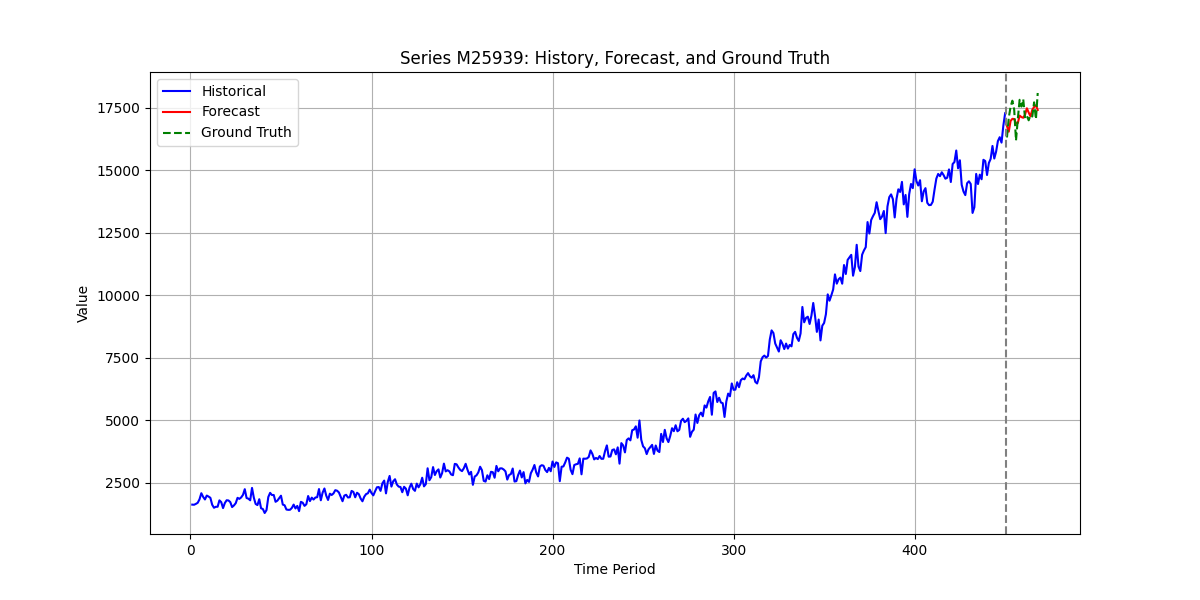 Series M25939: History, Forecast, and Ground Truth
Historical
Forecast
Ground Truth
17500
15000
12500
10000
7500
5000
2500
Value
0
100
200
300
400
Time Period